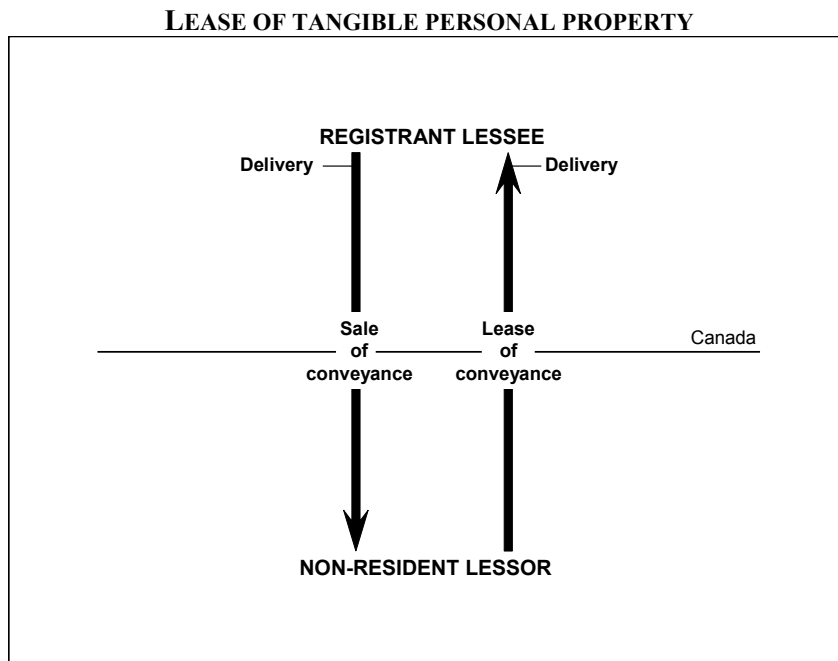 LEASE OF TANGIBLE PERSONAL PROPERTY
REGISTRANT LESSEE
Delivery
Delivery
Sale
of
conveyance
Lease
of
conveyance
Canada
NON-RESIDENT LESSOR